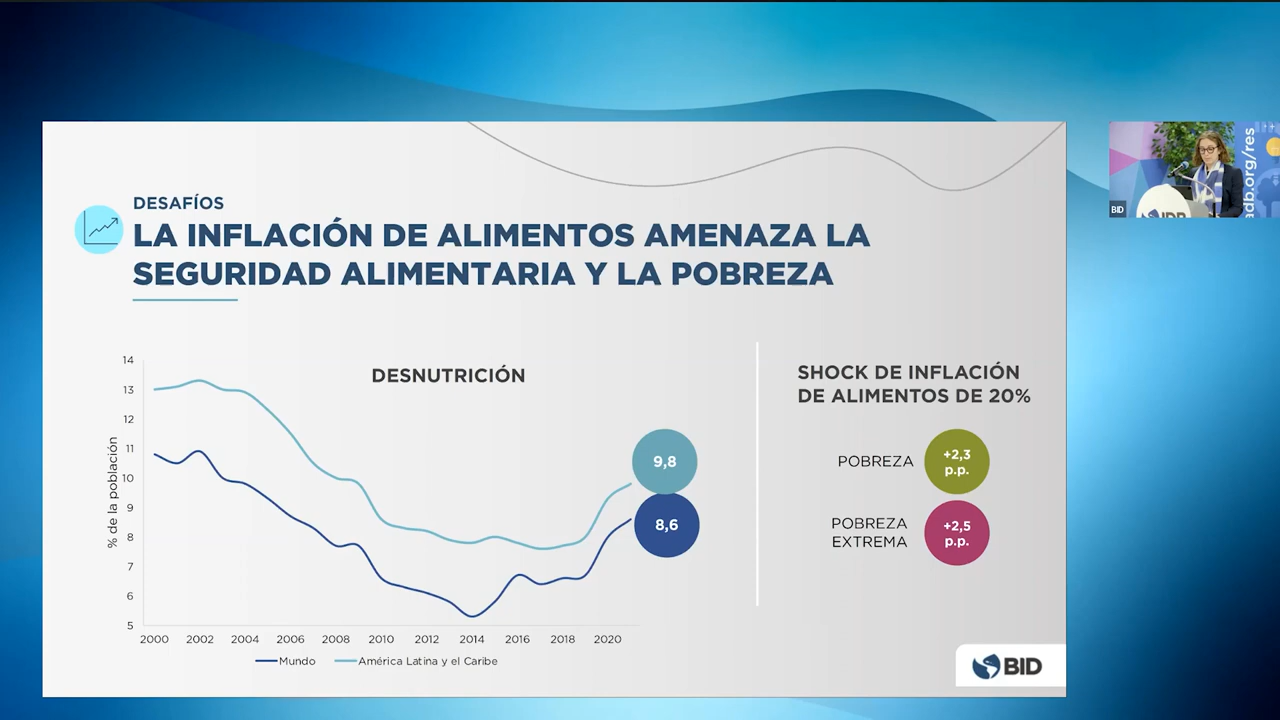 DESAFÍOS
LA INFLACIÓN DE ALIMENTOS AMENAZA LA
SEGURIDAD ALIMENTARIA Y LA POBREZA
DESNUTRICIÓN
% de la población
14
13
12
11
10
9
8
7
6
5
2000 2002 2004 2006 2008 2010 2012 2014 2016 2018 2020
Mundo América Latina y el Caribe
9,8
8,6
SHOCK DE INFLACIÓN
DE ALIMENTOS DE 20%
POBREZA
+2,3
p.p.
POBREZA
EXTREMA
+2,5
p.p.
BID
BID
IDB
adb.org/res